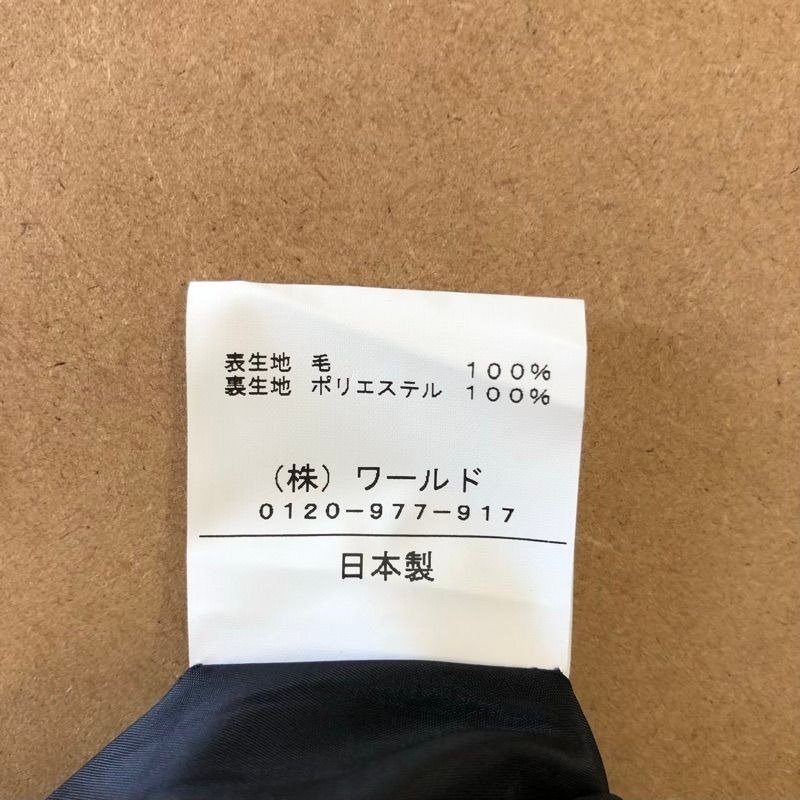 表生地 毛 100%
裏生地 ポリエステル 100%
(株) ワールド
0120-977-917
日本製